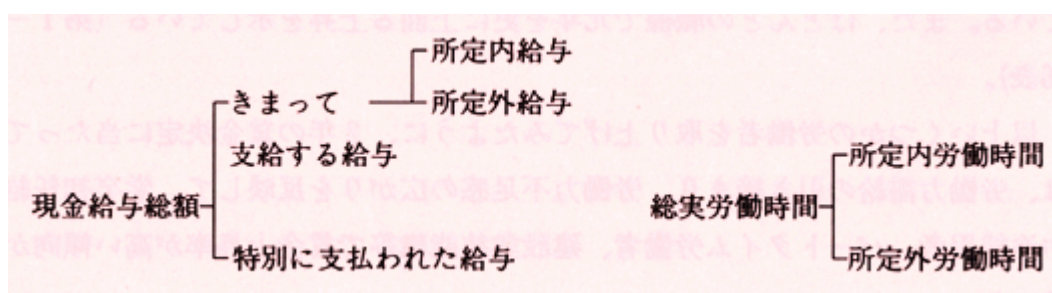 所定内給与
きまって
所定外給与
支給する給与
現金給与総額
特別に支払われた給与
所定内労働時間
総実労働時間
所定外労働時間